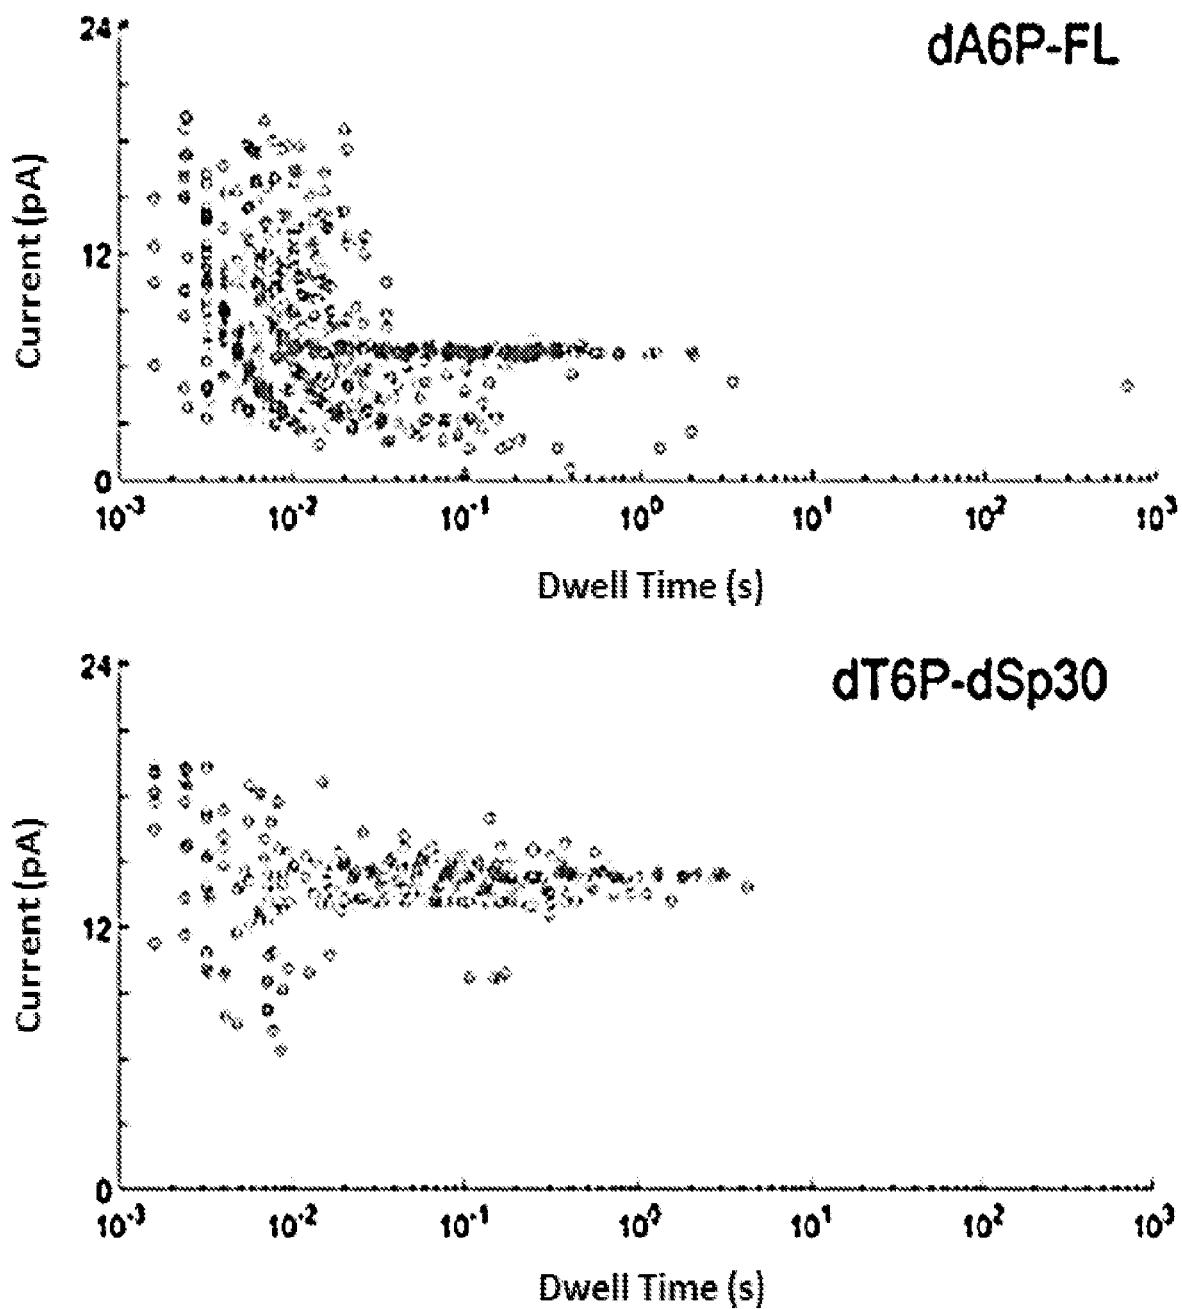 24
dA6P-FL
Current (pA)
12
0
10⁻³ 10⁻² 10⁻¹ 10⁰ 10¹ 10² 10³
Dwell Time (s)
24
dT6P-dSp30
Current (pA)
12
0
10⁻³ 10⁻² 10⁻¹ 10⁰ 10¹ 10² 10³
Dwell Time (s)